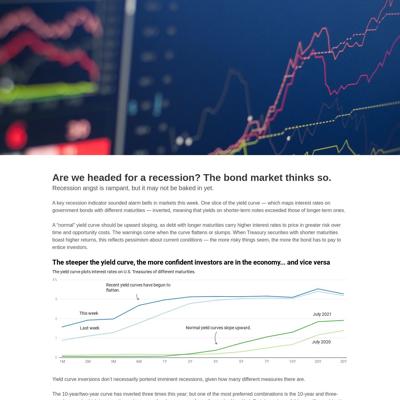 Are we headed for a recession? The bond market thinks so.
Recession angst is rampant, but it may not be baked in yet.
A key recession indicator sounded alarm bells in markets this week. One slice of the yield curve — which maps interest rates on
government bonds with different maturities — inverted, meaning that yields on shorter-term notes exceeded those of longer-term ones.
A "normal" yield curve should be upward sloping, as debt with longer maturities carry higher interest rates to price in greater risk over
time and opportunity costs. The warnings come when the curve flattens or slumps. When Treasury securities with shorter maturities
boast higher returns, this reflects pessimism about current conditions — the more risky things seem, the more the bond has to pay to
entice investors.
The steeper the yield curve, the more confident investors are in the economy... and vice versa
The yield curve plots interest rates on U.S. Treasuries of different maturities.
Recent yield curves have begun to
flatten.
This week
Last week
Normal yield curves slope upward.
July 2021
July 2020
1M 2M 3M 6M 1Y 2Y 3Y 5Y 7Y 10Y 20Y 30Y
Yield curve inversions don't necessarily portend imminent recessions, given how many different measures there are.
The 10-year/two-year curve has inverted three times this year, but one of the most preferred combinations is the 10-year and three-